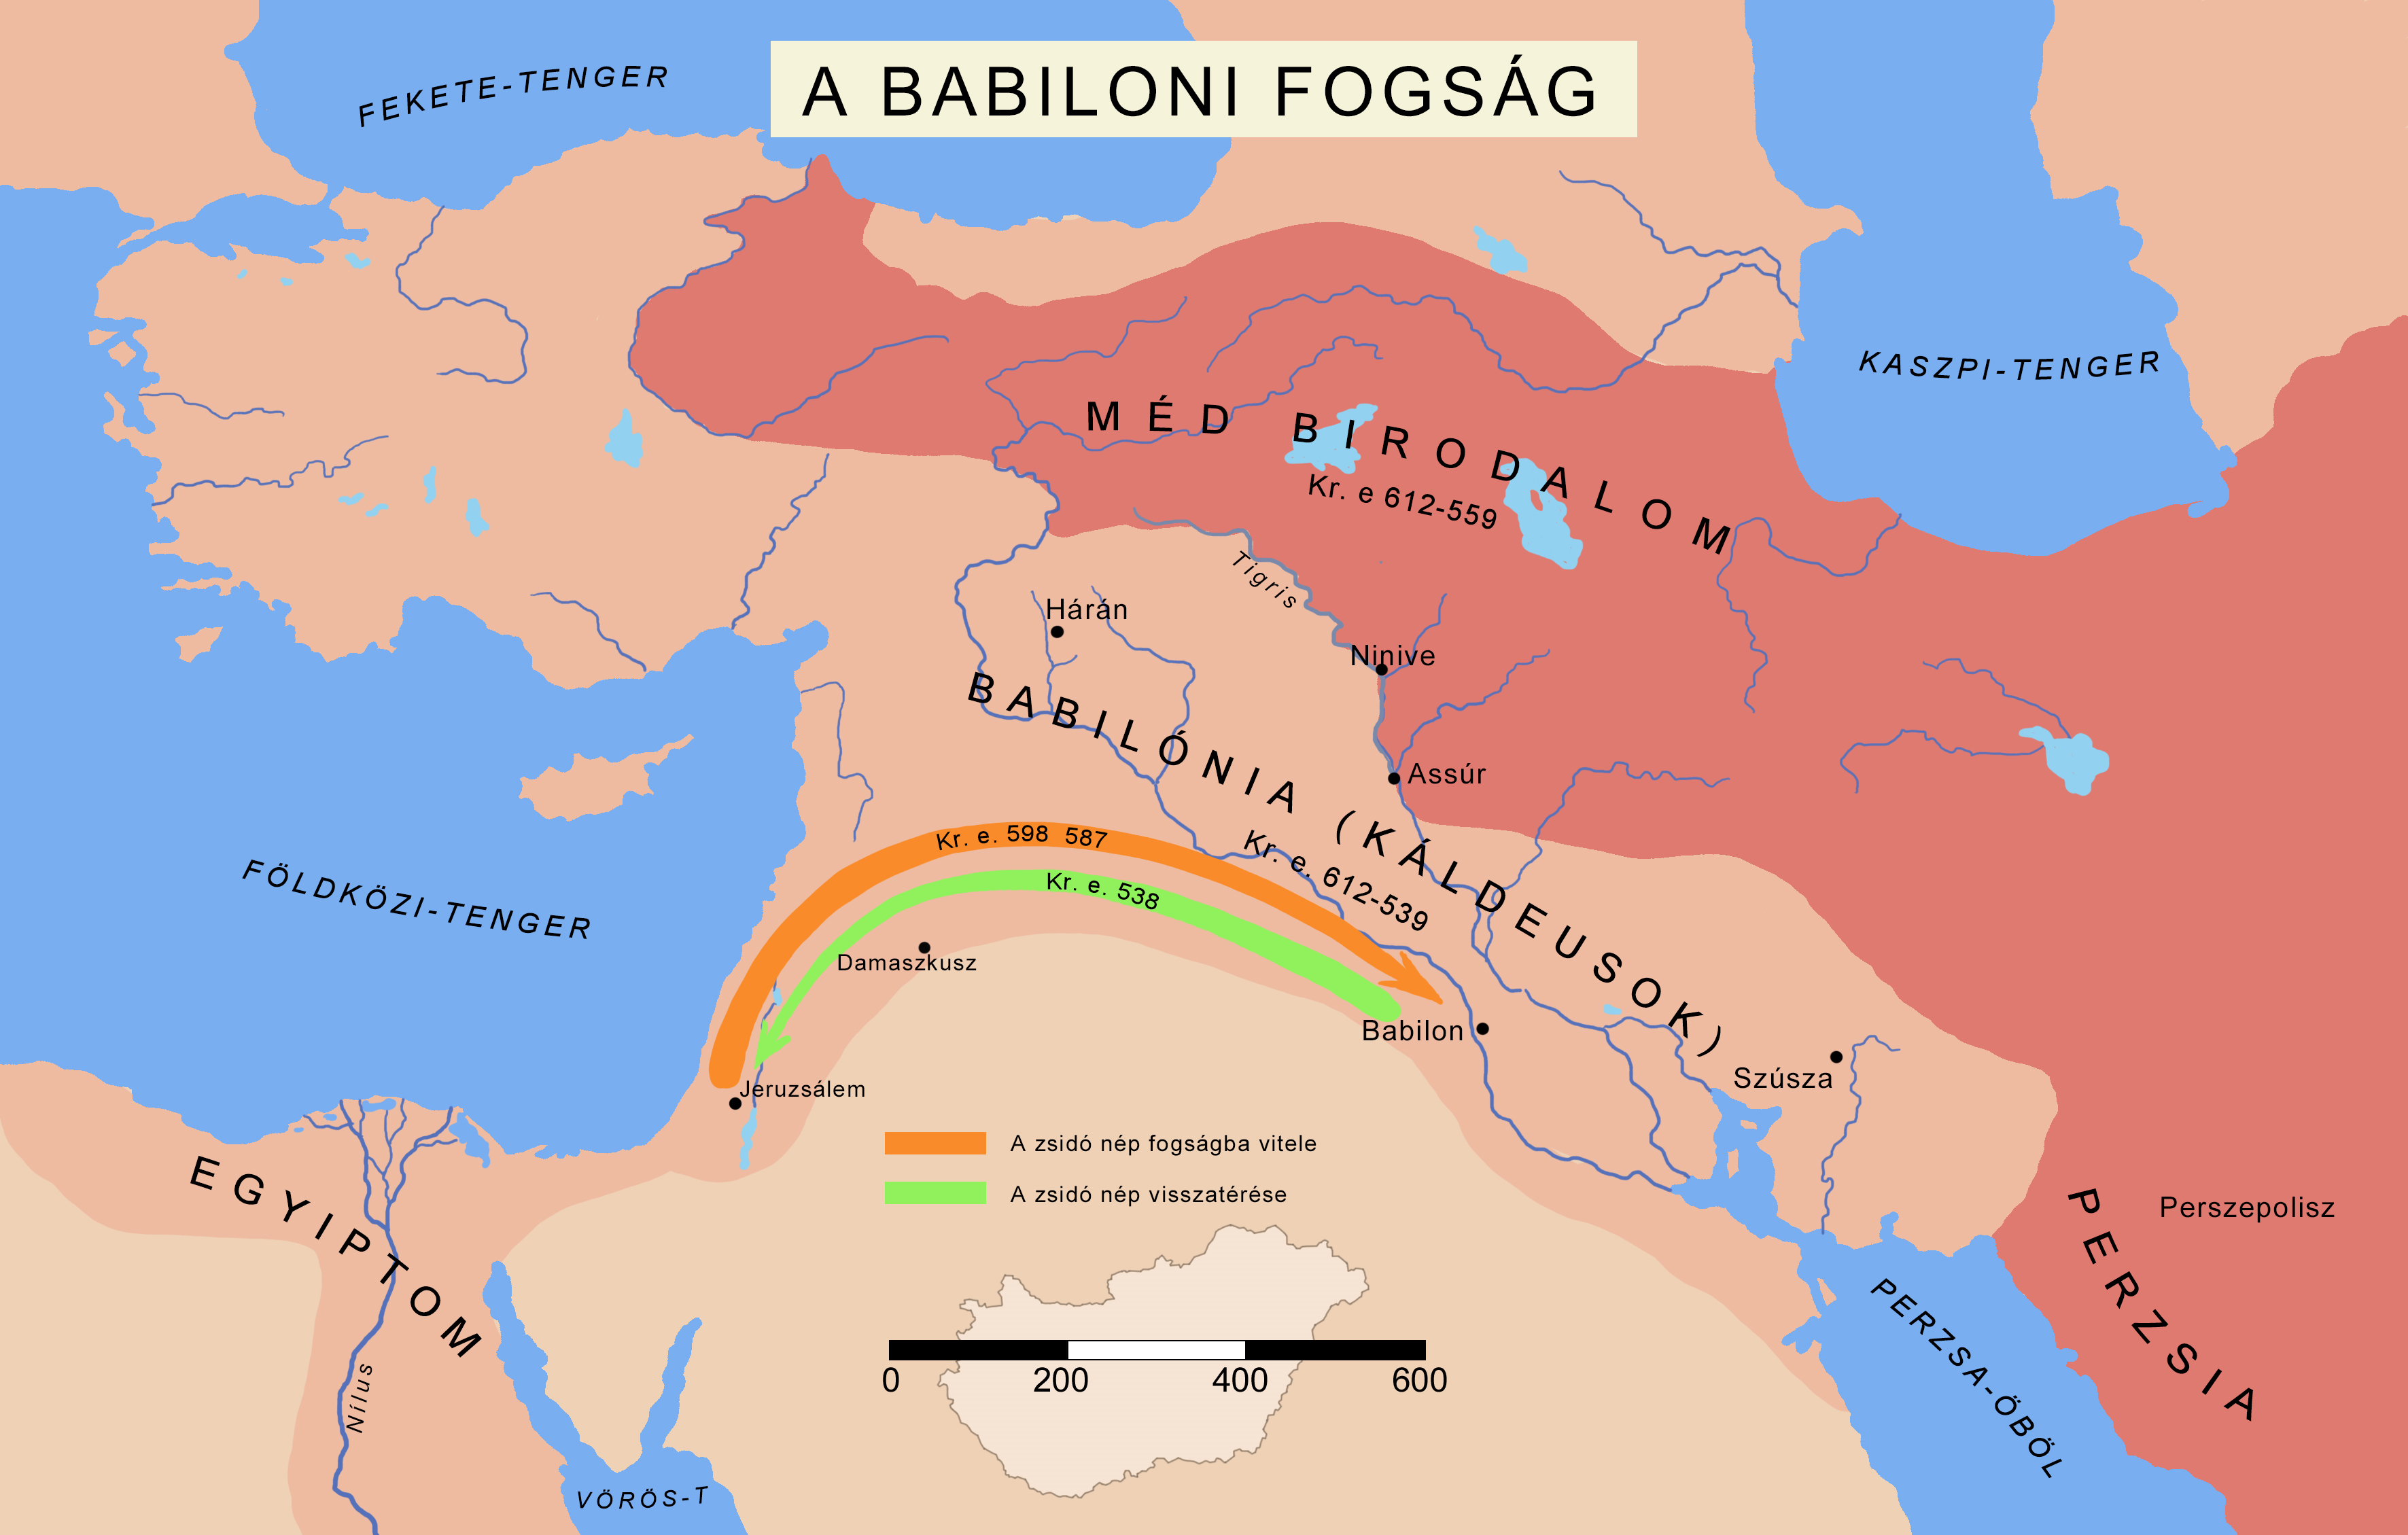 A BABILONI FOGSÁG
FEKETE-TENGER
KASZPI-TENGER
MÉD BIRODALOM
Kr. e 612-559
Tigris
Hárán
Ninive
BABILÓNIA (KÁLDEUSOK)
Kr. e. 612-539
Assúr
Kr. e. 598 587
Kr. e. 538
FÖLDKÖZI-TENGER
Damaszkusz
Babilon
Szúsza
Jeruzsálem
A zsidó nép fogságba vitele
A zsidó nép visszatérése
EGYIPTOM
PERZSIA
Perszepolisz
PERZSA-ÖBÖL
Nílus
0 200 400 600
VÖRÖS-T